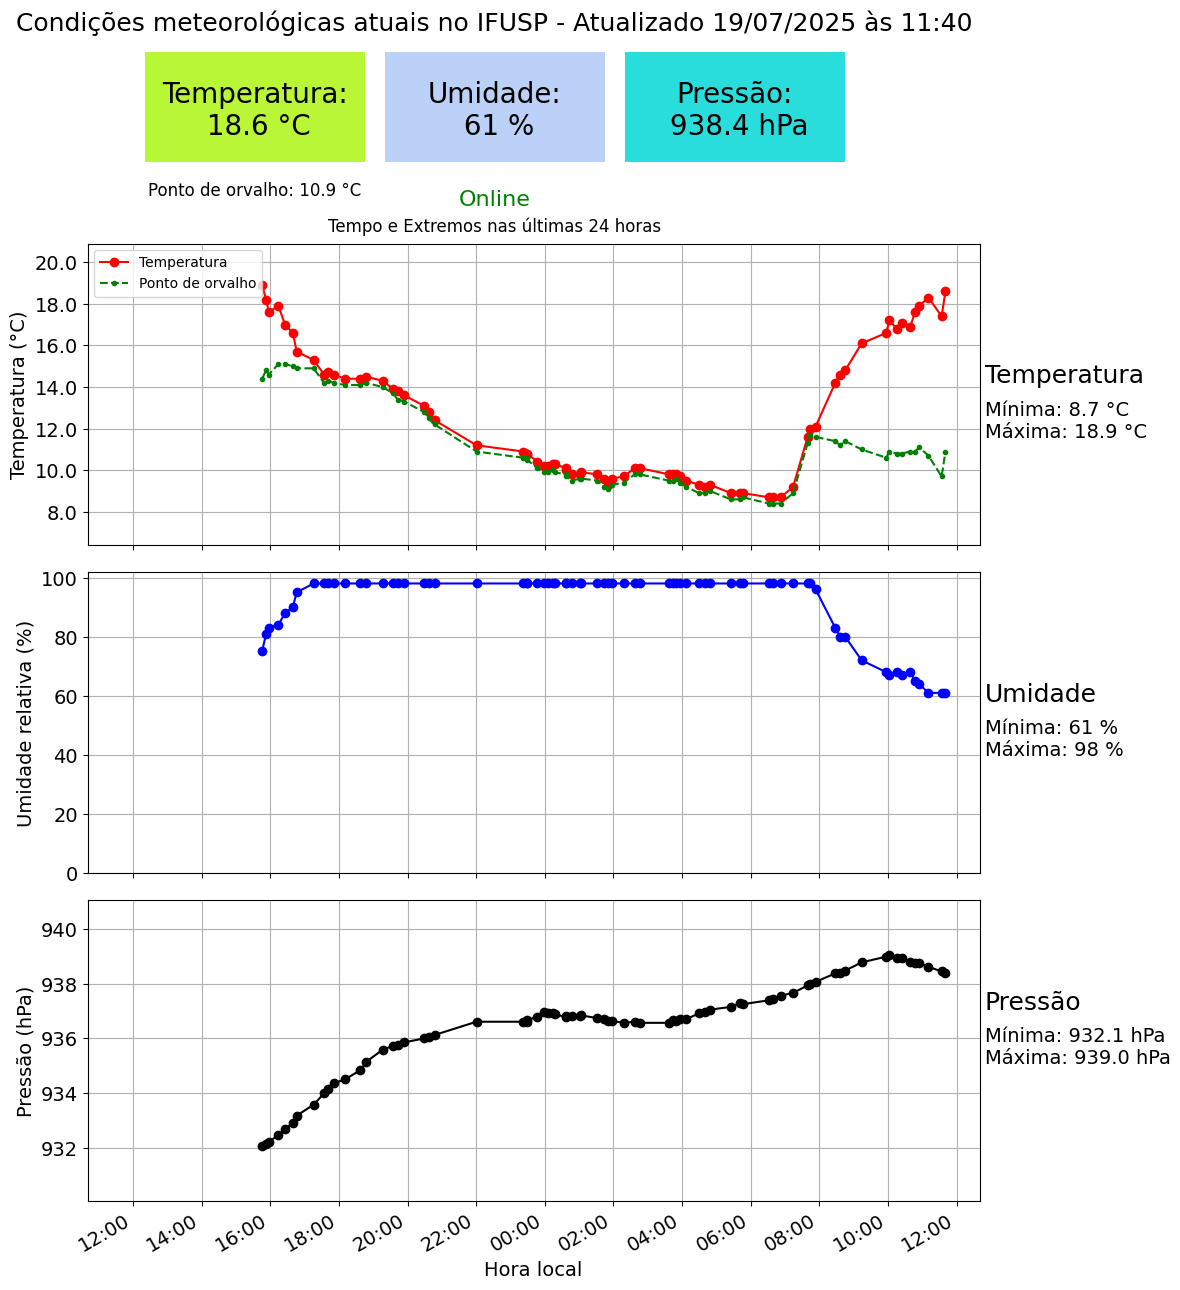 Condições meteorológicas atuais no IFUSP - Atualizado 19/07/2025 às 11:40
Temperatura:
18.6 °C
Umidade:
61 %
Pressão:
938.4 hPa
Ponto de orvalho: 10.9 °C
Online
Tempo e Extremos nas últimas 24 horas
Temperatura
Ponto de orvalho
Temperatura (°C)
20.0
18.0
16.0
14.0
12.0
10.0
8.0
Temperatura
Mínima: 8.7 °C
Máxima: 18.9 °C
Umidade relativa (%)
100
80
60
40
20
0
Umidade
Mínima: 61 %
Máxima: 98 %
Pressão (hPa)
940
938
936
934
932
Pressão
Mínima: 932.1 hPa
Máxima: 939.0 hPa
12:00
14:00
16:00
18:00
20:00
22:00
00:00
02:00
04:00
06:00
08:00
10:00
12:00
Hora local